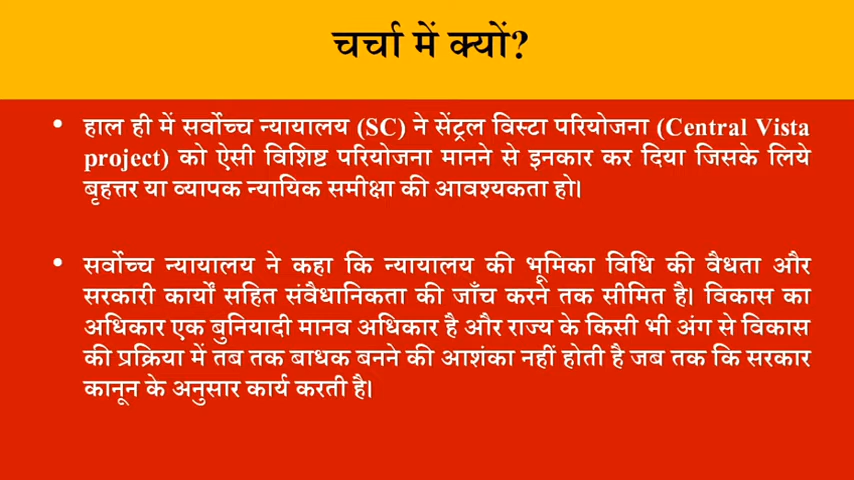 चर्चा में क्यों?
• हाल ही में सर्वोच्च न्यायालय (SC) ने सेंट्रल विस्टा परियोजना (Central Vista
project) को ऐसी विशिष्ट परियोजना मानने से इनकार कर दिया जिसके लिये
बृहत्तर या व्यापक न्यायिक समीक्षा की आवश्यकता हो।
• सर्वोच्च न्यायालय ने कहा कि न्यायालय की भूमिका विधि की वैधता और
सरकारी कार्यों सहित संवैधानिकता की जाँच करने तक सीमित है। विकास का
अधिकार एक बुनियादी मानव अधिकार है और राज्य के किसी भी अंग से विकास
की प्रक्रिया में तब तक बाधक बनने की आशंका नहीं होती है जब तक कि सरकार
कानून के अनुसार कार्य करती है।